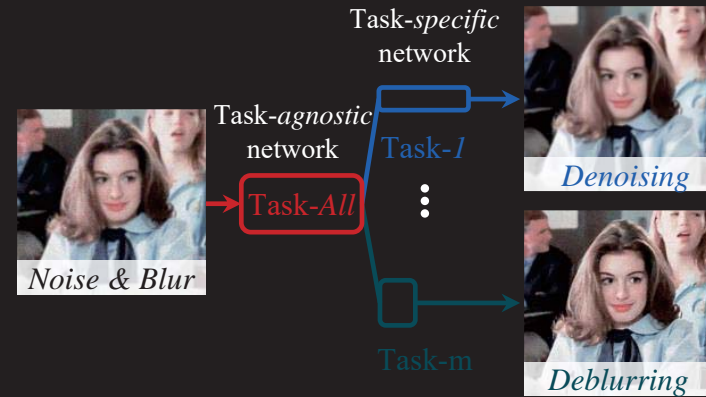 Task-specific
network
Task-agnostic
network
Task-1
Task-All
Noise & Blur
Denoising
Task-m
Deblurring